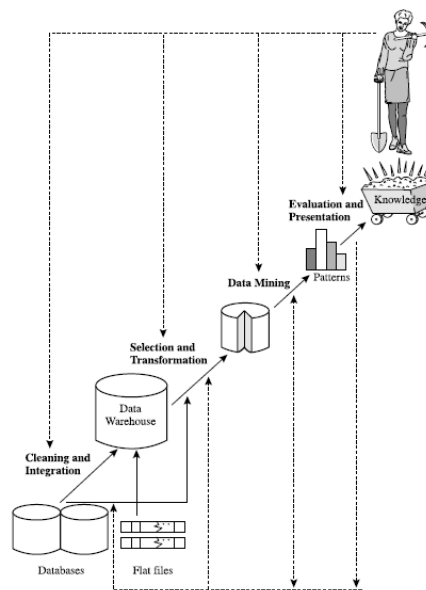 Evaluation and
Presentation
Knowledge
Patterns
Data Mining
Selection and
Transformation
Data
Warehouse
Cleaning and
Integration
Databases
Flat files